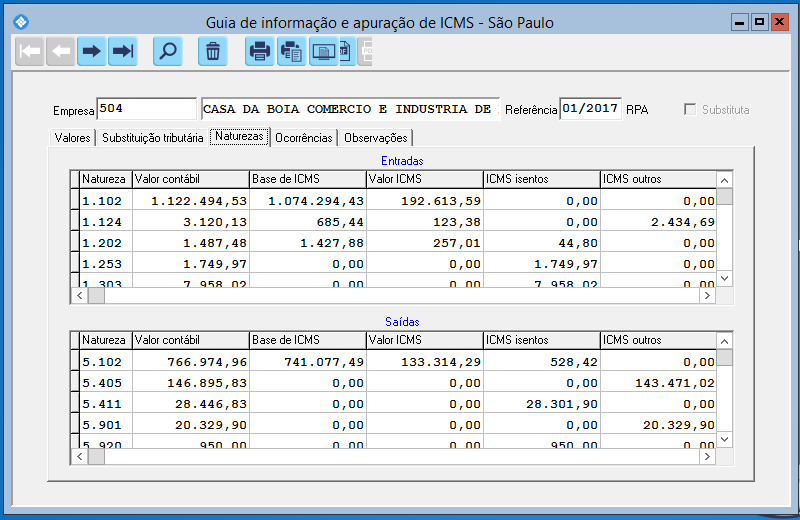 Guia de informação e apuração de ICMS - São Paulo
Empresa 504 CASA DA BOIA COMERCIO E INDUSTRIA DE Referência 01/2017 RPA Substituta
Valores Substituição tributária Naturezas Ocorrências Observações
Entradas
Natureza Valor contábil Base de ICMS Valor ICMS ICMS isentos ICMS outros
1.102 1.122.494,53 1.074.294,43 192.613,59 0,00 0,00
1.124 3.120,13 685,44 123,38 0,00 2.434,69
1.202 1.487,48 1.427,88 257,01 44,80 0,00
1.253 1.749,97 0,00 0,00 1.749,97 0,00
1.303 7.958,02 0,00 0,00 7.958,02 0,00
Saídas
Natureza Valor contábil Base de ICMS Valor ICMS ICMS isentos ICMS outros
5.102 766.974,96 741.077,49 133.314,29 528,42 0,00
5.405 146.895,83 0,00 0,00 0,00 143.471,02
5.411 28.446,83 0,00 0,00 28.301,90 0,00
5.901 20.329,90 0,00 0,00 0,00 20.329,90
5.920 950,00 0,00 0,00 950,00 0,00